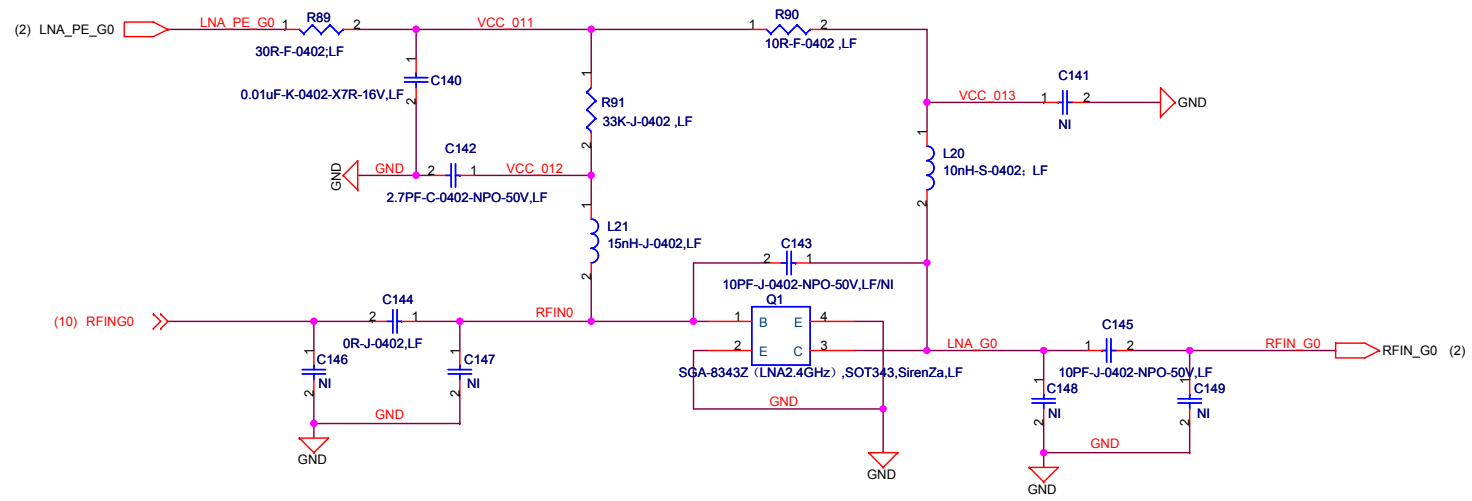 (2) LNA_PE_G0
LNA_PE_G0
1
R89
2
30R-F-0402;LF
VCC_011
R90
1
2
10R-F-0402 ,LF
1
C140
0.01uF-K-0402-X7R-16V,LF
2
1
R91
33K-J-0402 ,LF
2
C141
VCC_013
1
2
NI
GND
GND
GND
C142
2
1
VCC_012
2.7PF-C-0402-NPO-50V,LF
1
L20
10nH-S-0402; LF
2
1
L21
15nH-J-0402,LF
2
C143
2
1
10PF-J-0402-NPO-50V,LF/NI
Q1
(10) RFING0
C144
2
1
0R-J-0402,LF
RFIN0
1
B
E
4
2
E
C
3
SGA-8343Z（LNA2.4GHz）,SOT343,SirenZa,LF
LNA_G0
C145
1
2
10PF-J-0402-NPO-50V,LF
RFIN_G0
RFIN_G0 (2)
1
C146
NI
2
1
C147
NI
2
GND
GND
GND
GND
1
C148
NI
2
1
C149
NI
2
GND
GND